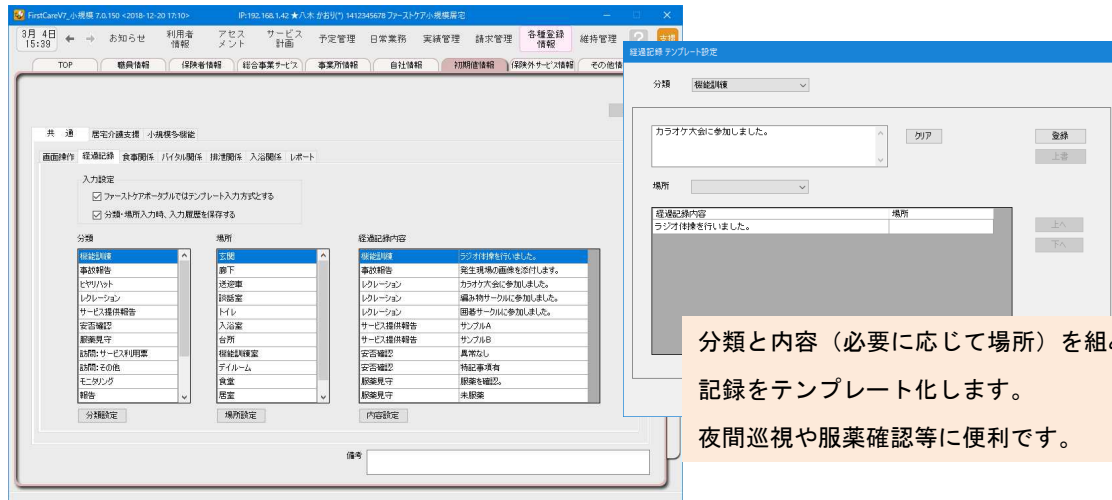 FirstCareV7_小規模 7.0.150 <2018-12-20 17:10> IP:192.168.1.42 ★八木 かおり(*) 1412345678 ファーストケア小規模居宅
3月 4日
15:39
← → お知らせ 利用者情報 アセスメント サービス計画 予定管理 日常業務 実績管理 請求管理 各種登録情報 維持管理 ? 支援
TOP 職員情報 保険者情報 総合事業サービス 事業所情報 自社情報 初期値情報 保険外サービス情報 その他情
共 通 居宅介護支援 小規模多機能
画面操作 経過記録 食事関係 バイタル関係 排泄関係 入浴関係 レポート
入力設定
ファーストケアポータブルではテンプレート入力方式とする
分類・場所入力時、入力履歴を保存する
分類 場所 経過記録内容
機能訓練 玄関 機能訓練 ラジオ体操を行いました。
事故報告 廊下 事故報告 発生現場の画像を添付します。
ヒヤリハット 送迎車 レクレーション カラオケ大会に参加しました。
レクレーション 談話室 レクレーション 編み物サークルに参加しました。
サービス提供報告 トイレ レクレーション 囲碁サークルに参加しました。
安否確認 入浴室 サービス提供報告 サンプルA
服薬見守 台所 サービス提供報告 サンプルB
訪問:サービス利用票 機能訓練室 安否確認 異常なし
訪問:その他 デイルーム 安否確認 特記事項有
モニタリング 食堂 服薬見守 服薬を確認。
報告 居室 服薬見守 未服薬
分類設定 場所設定 内容設定
備考
経過記録 テンプレート設定
分類 機能訓練
カラオケ大会に参加しました。 クリア 登録
上書
場所
経過記録内容 場所
ラジオ体操を行いました。 上へ
下へ
分類と内容（必要に応じて場所）を組み
記録をテンプレート化します。
夜間巡視や服薬確認等に便利です。